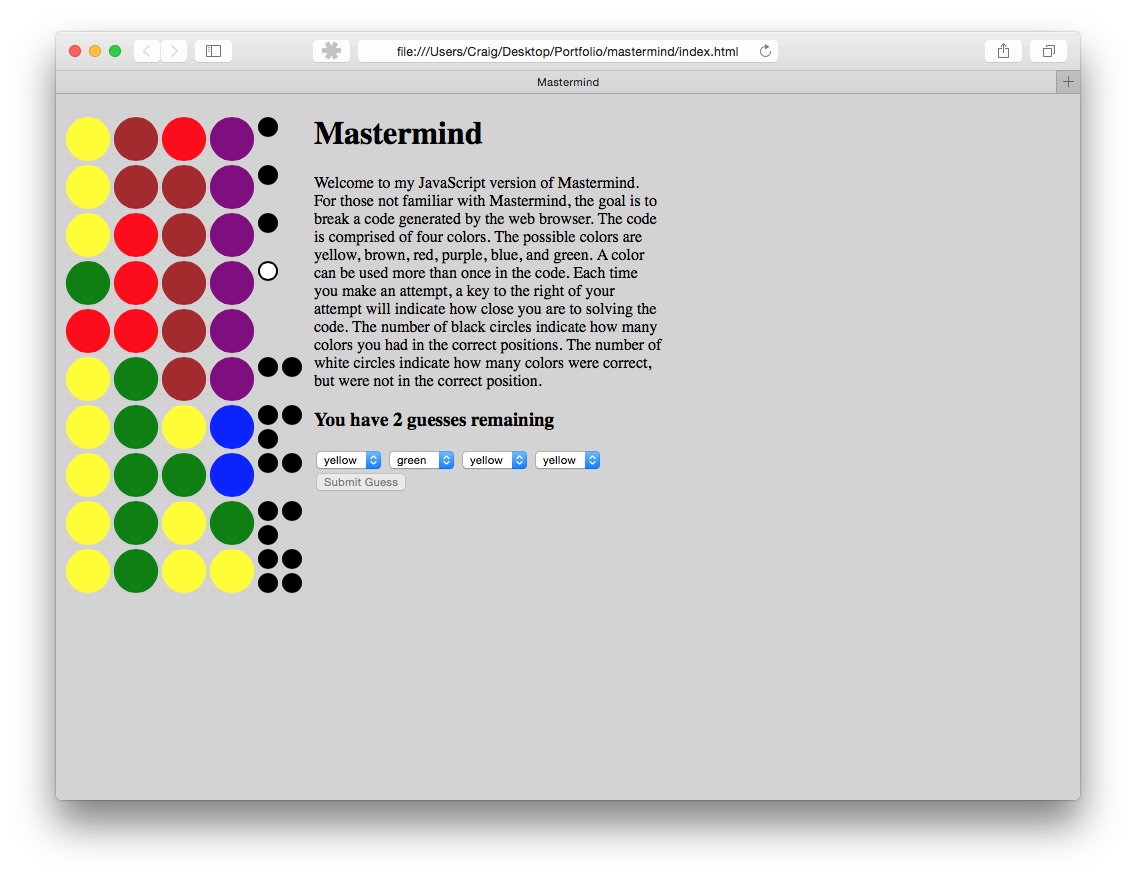 file:///Users/Craig/Desktop/Portfolio/mastermind/index.html
Mastermind
Mastermind
Welcome to my JavaScript version of Mastermind.
For those not familiar with Mastermind, the goal is to
break a code generated by the web browser. The code
is comprised of four colors. The possible colors are
yellow, brown, red, purple, blue, and green. A color
can be used more than once in the code. Each time
you make an attempt, a key to the right of your
attempt will indicate how close you are to solving the
code. The number of black circles indicate how many
colors you had in the correct positions. The number of
white circles indicate how many colors were correct,
but were not in the correct position.
You have 2 guesses remaining
yellow green yellow yellow
Submit Guess